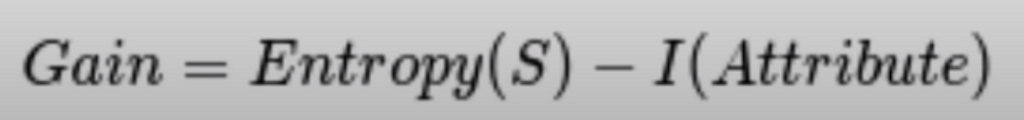 Gain = Entropy(S) − I(Attribute)